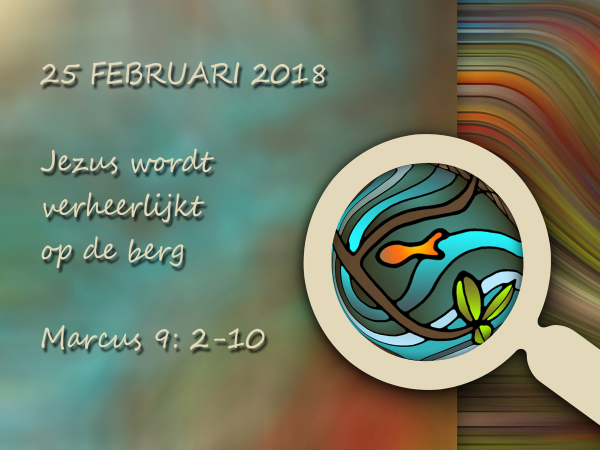 25 FEBRUARI 2018
Jezus wordt
verheerlijkt
op de berg
Marcus 9: 2-10